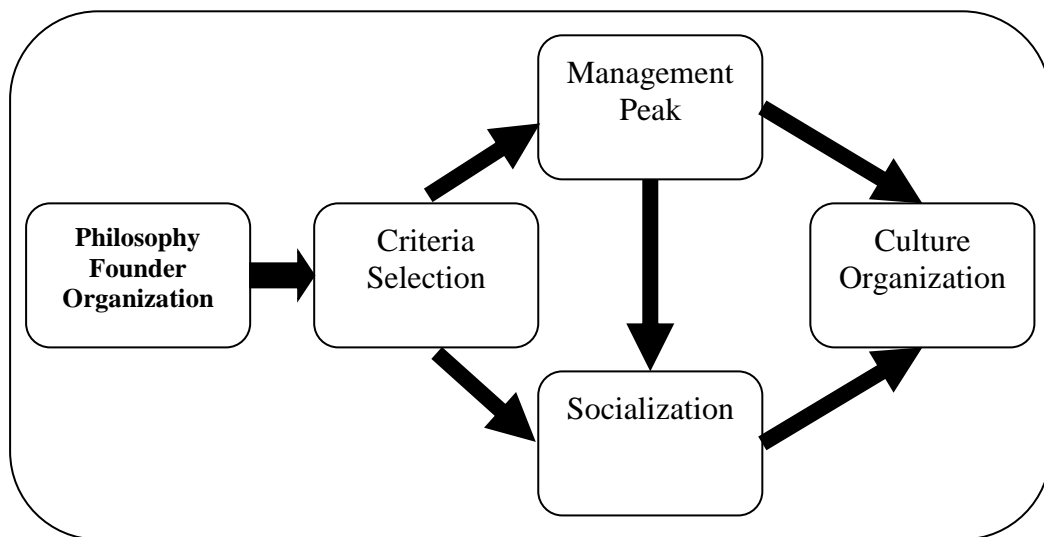 Philosophy
Founder
Organization
Criteria
Selection
Management
Peak
Socialization
Culture
Organization